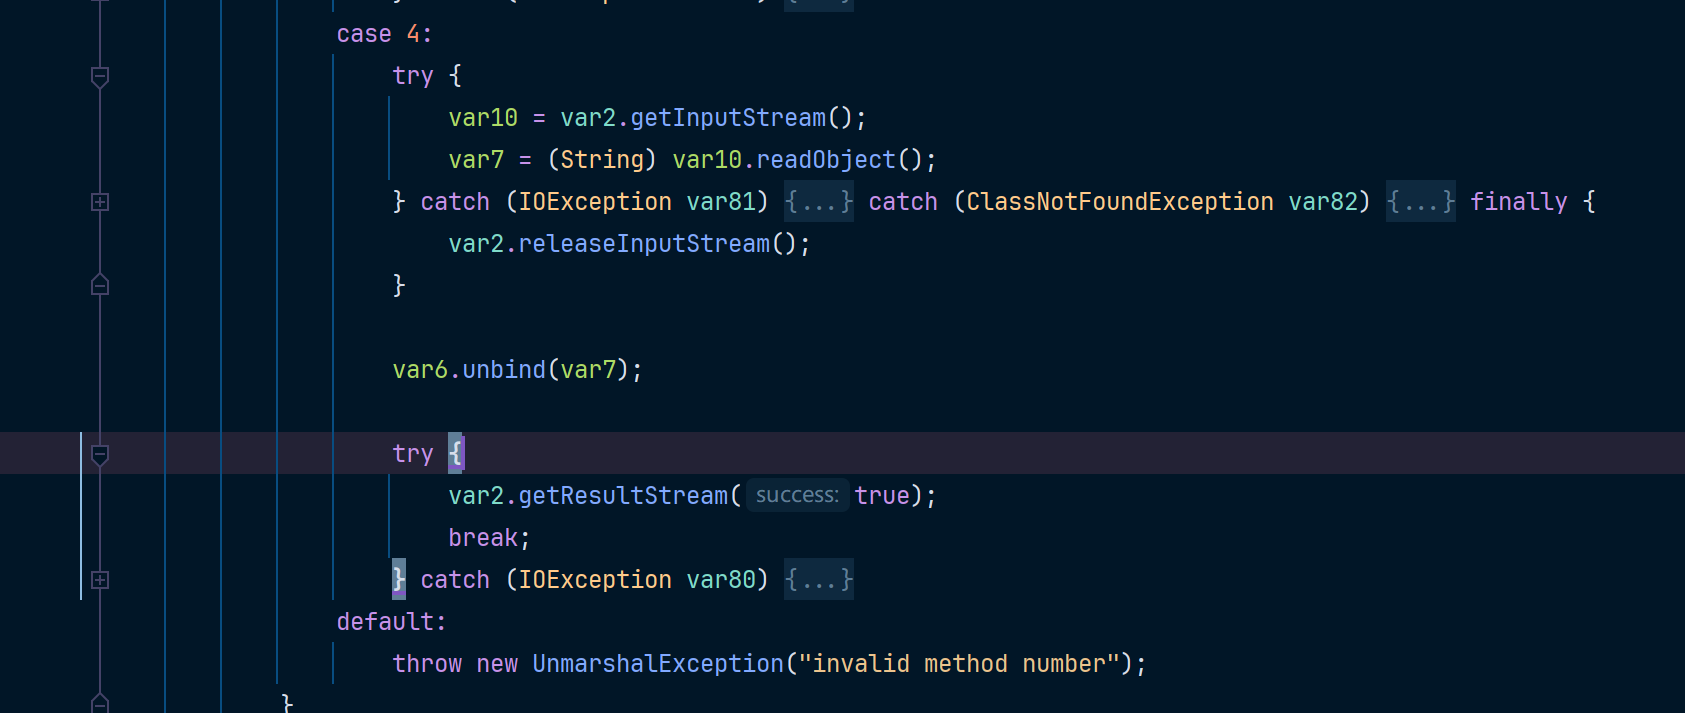 case 4:
try {
var10 = var2.getInputStream();
var7 = (String) var10.readObject();
} catch (IOException var81) {...} catch (ClassNotFoundException var82) {...} finally {
var2.releaseInputStream();
}
var6.unbind(var7);
try {
var2.getResultStream( success: true);
break;
} catch (IOException var80) {...}
default:
throw new UnmarshalException("invalid method number");
}